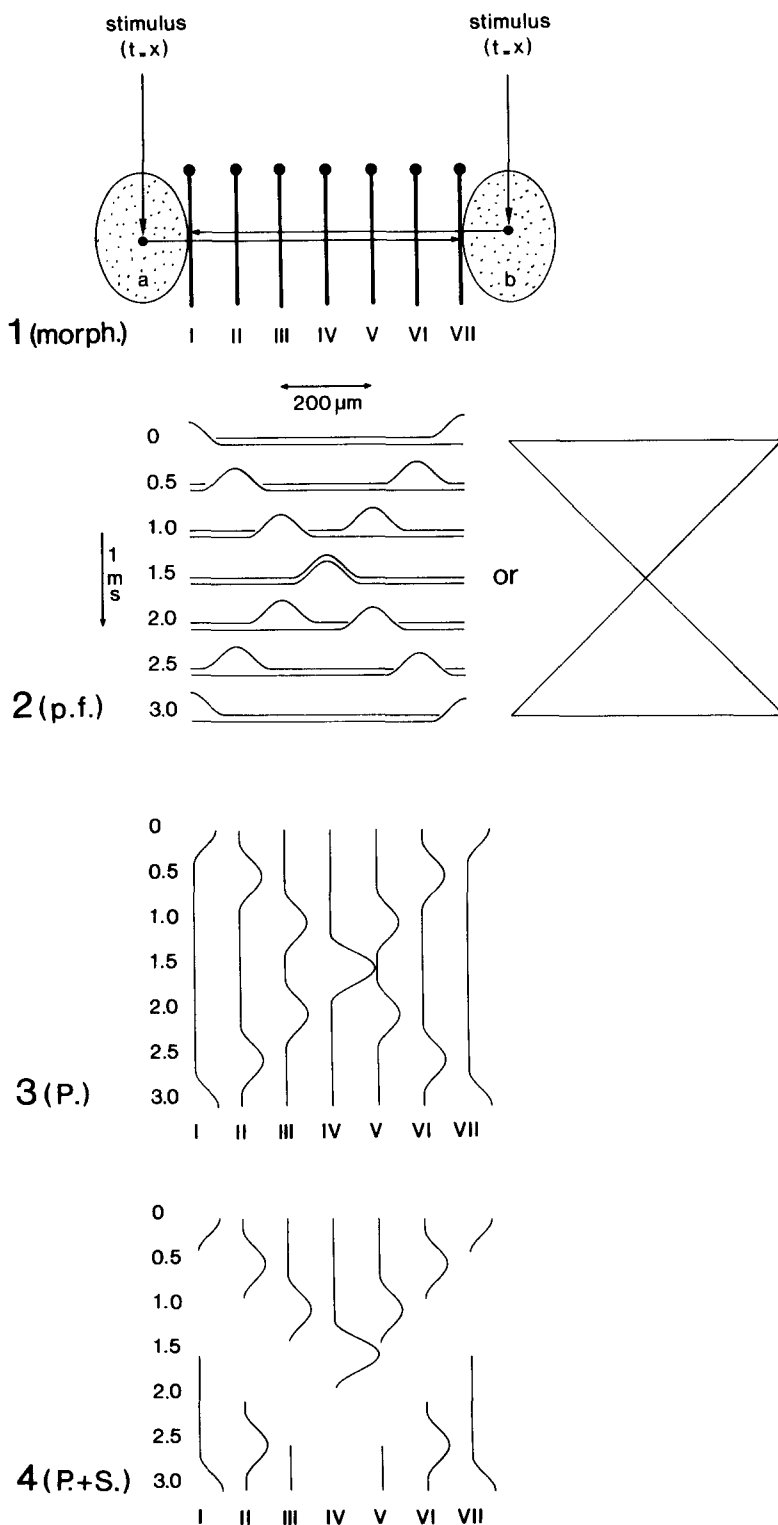 stimulus stimulus
(t=x) (t=x)
a b
1 (morph.) I II III IV V VI VII
200 µm
0
0.5
1.0
1 ms
1.5 or
2.0
2.5
2 (p.f.) 3.0
0
0.5
1.0
1.5
2.0
2.5
3 (P.) 3.0
I II III IV V VI VII
0
0.5
1.0
1.5
2.0
2.5
4 (P.+S.) 3.0
I II III IV V VI VII